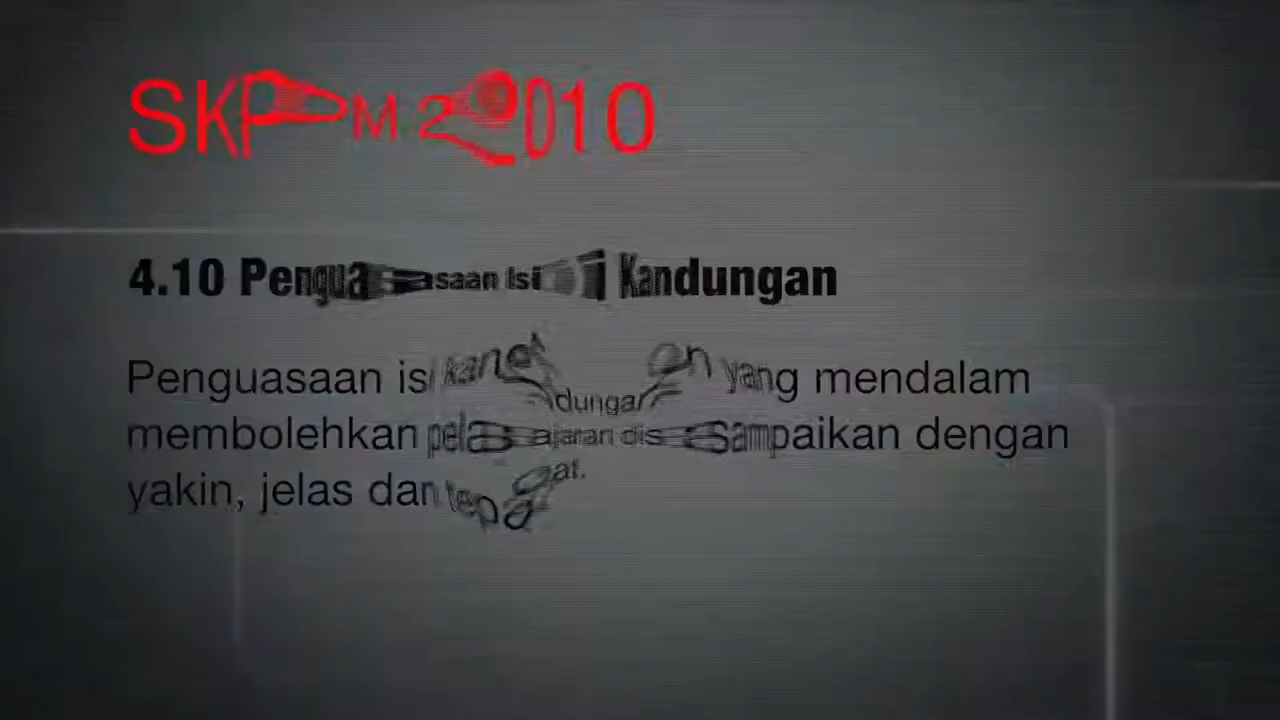 SKPM 2010
4.10 Penguasaan Isi Kandungan
Penguasaan isi kandungan yang mendalam
membolehkan pelajaran disampaikan dengan
yakin, jelas dan tepat.